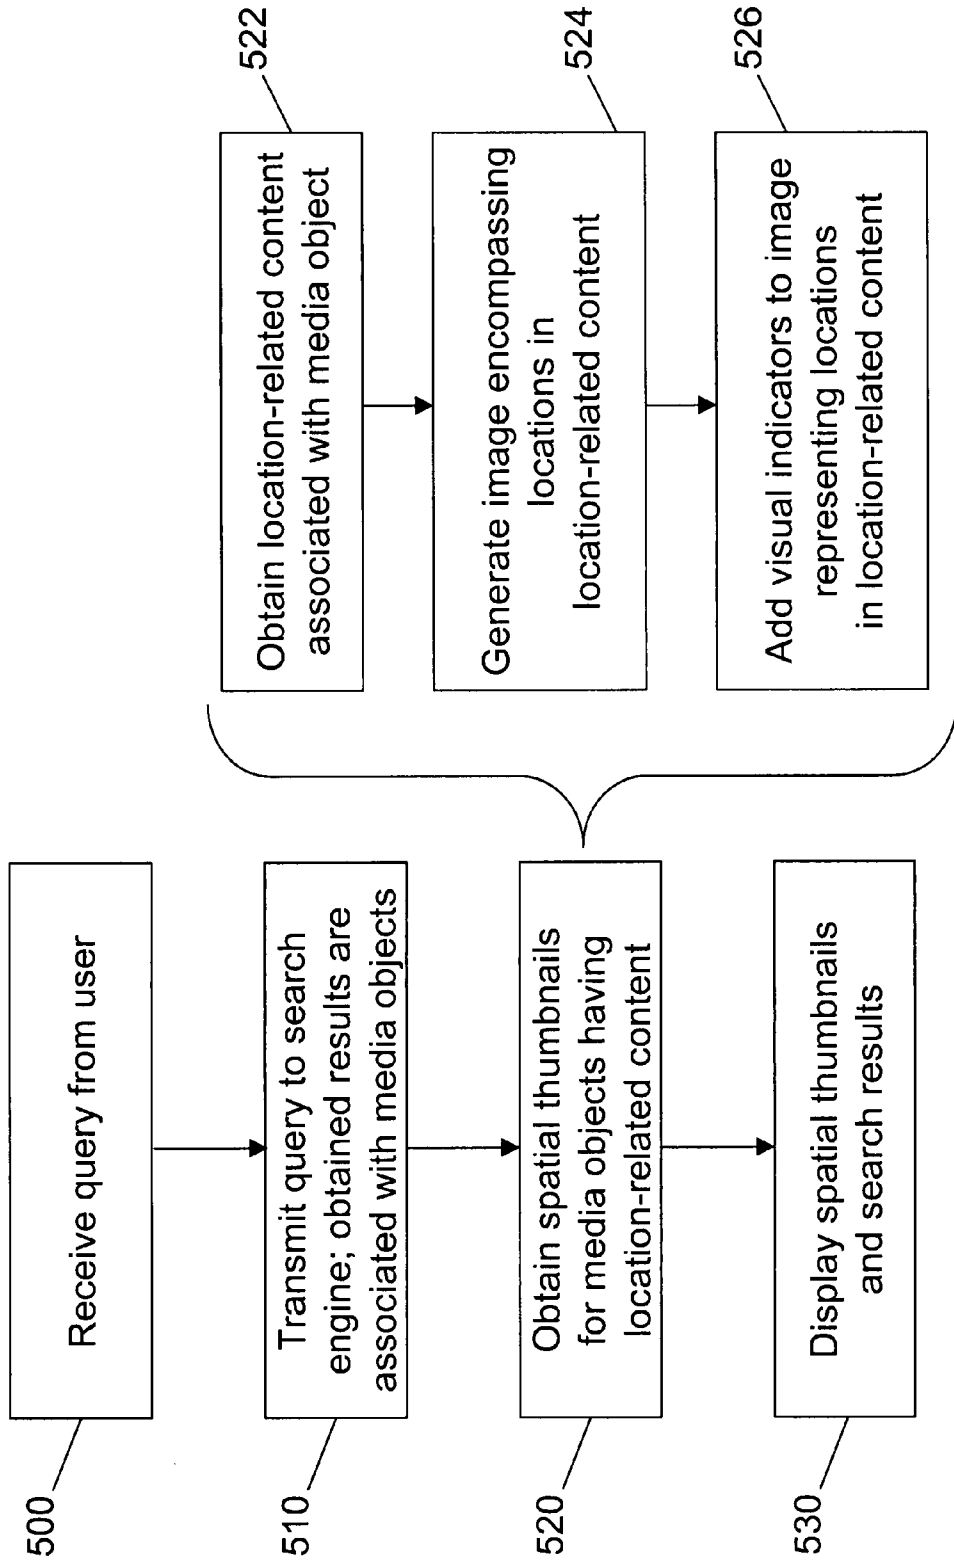 500
Receive query from user
510
Transmit query to search
engine; obtained results are
associated with media objects
520
Obtain spatial thumbnails
for media objects having
location-related content
530
Display spatial thumbnails
and search results
522
Obtain location-related content
associated with media object
524
Generate image encompassing
locations in
location-related content
526
Add visual indicators to image
representing locations
in location-related content